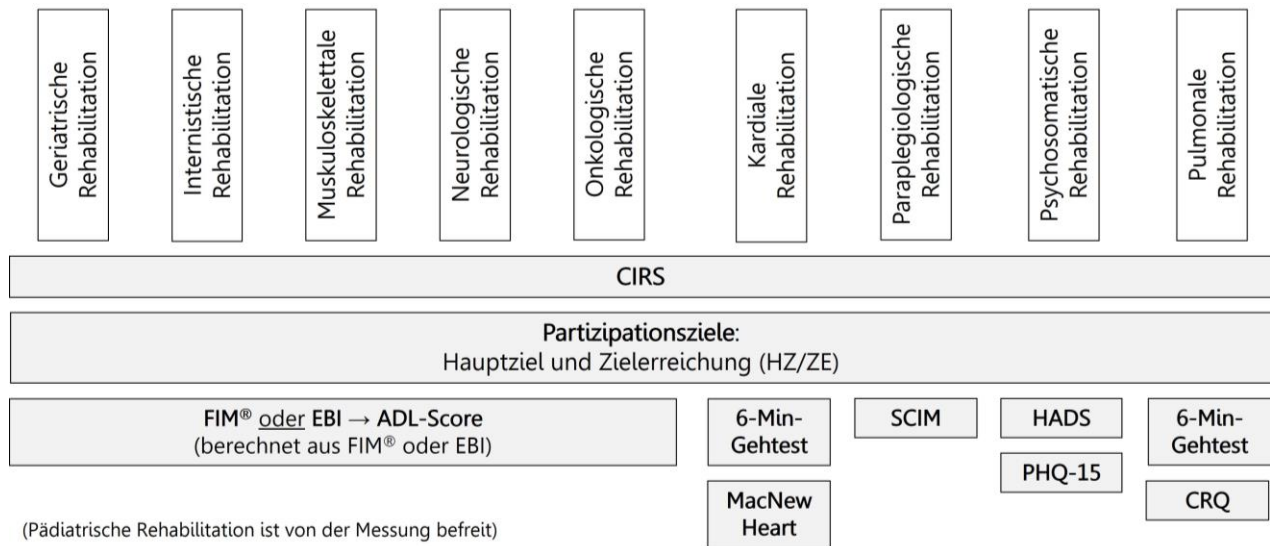 Geriatrische
Rehabilitation
Internistische
Rehabilitation
Muskuloskelettale
Rehabilitation
Neurologische
Rehabilitation
Onkologische
Rehabilitation
Kardiale
Rehabilitation
Paraplegiologische
Rehabilitation
Psychosomatische
Rehabilitation
Pulmonale
Rehabilitation
CIRS
Partizipationsziele:
Hauptziel und Zielerreichung (HZ/ZE)
FIM® oder EBI → ADL-Score
(berechnet aus FIM® oder EBI)
6-Min-
Gehtest
MacNew
Heart
SCIM
HADS
PHQ-15
6-Min-
Gehtest
CRQ
(Pädiatrische Rehabilitation ist von der Messung befreit)